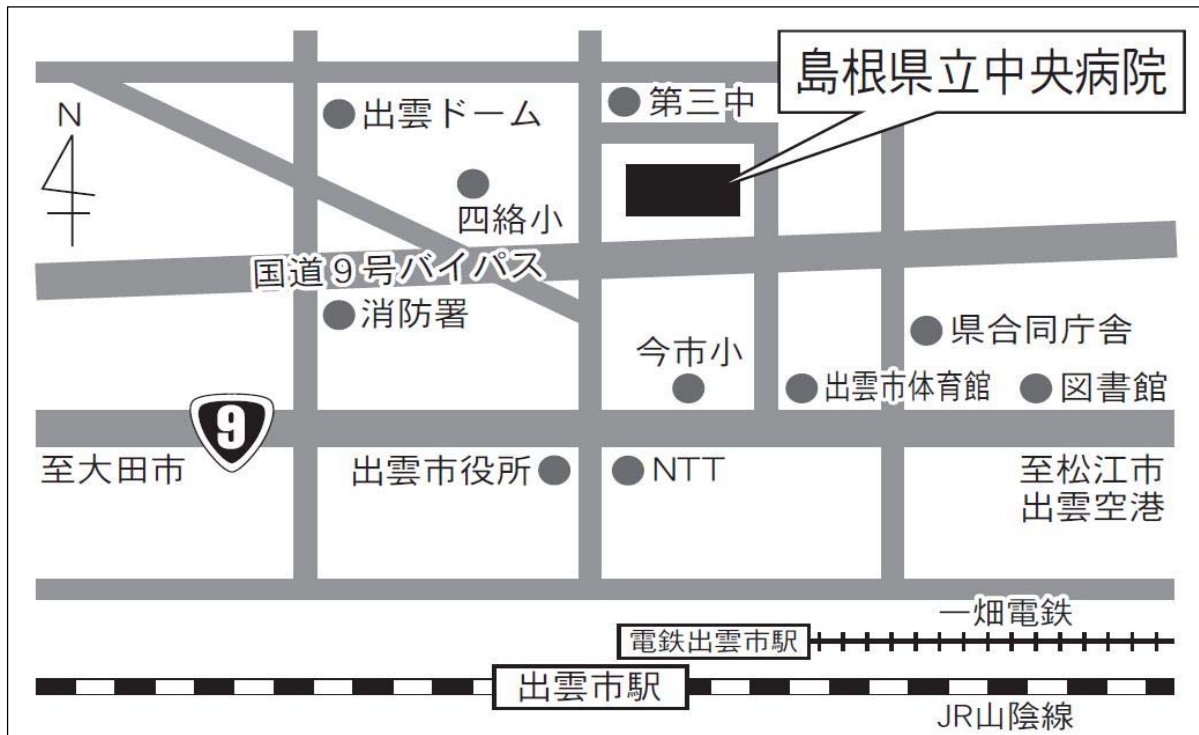 島根県立中央病院
N
出雲ドーム
第三中
四絡小
国道9号バイパス
消防署
今市小
県合同庁舎
出雲市体育館
図書館
9
至大田市
出雲市役所
NTT
至松江市
出雲空港
一畑電鉄
電鉄出雲市駅
出雲市駅
JR山陰線